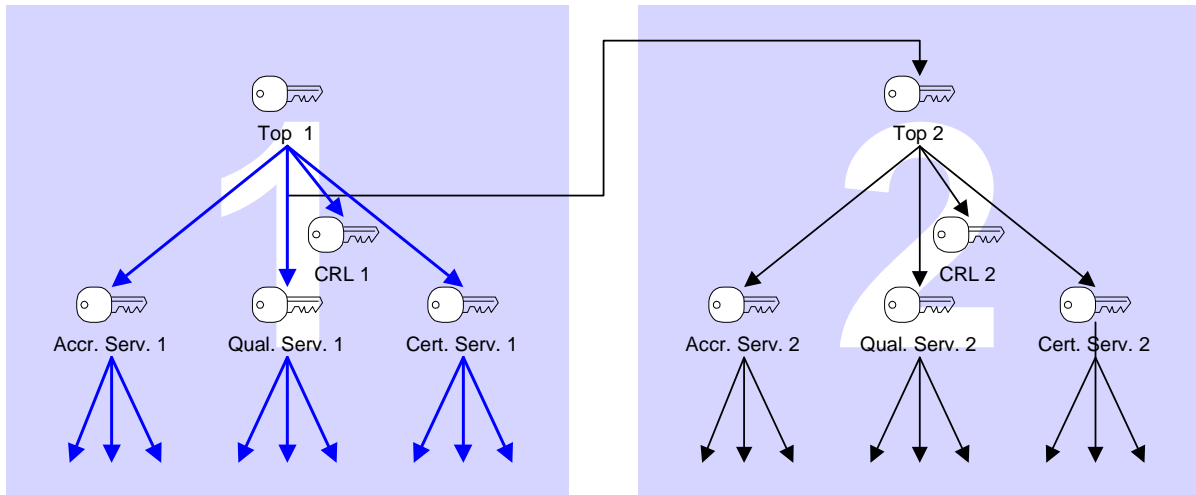 1
Top 1
CRL 1
Accr. Serv. 1
Qual. Serv. 1
Cert. Serv. 1
2
Top 2
CRL 2
Accr. Serv. 2
Qual. Serv. 2
Cert. Serv. 2